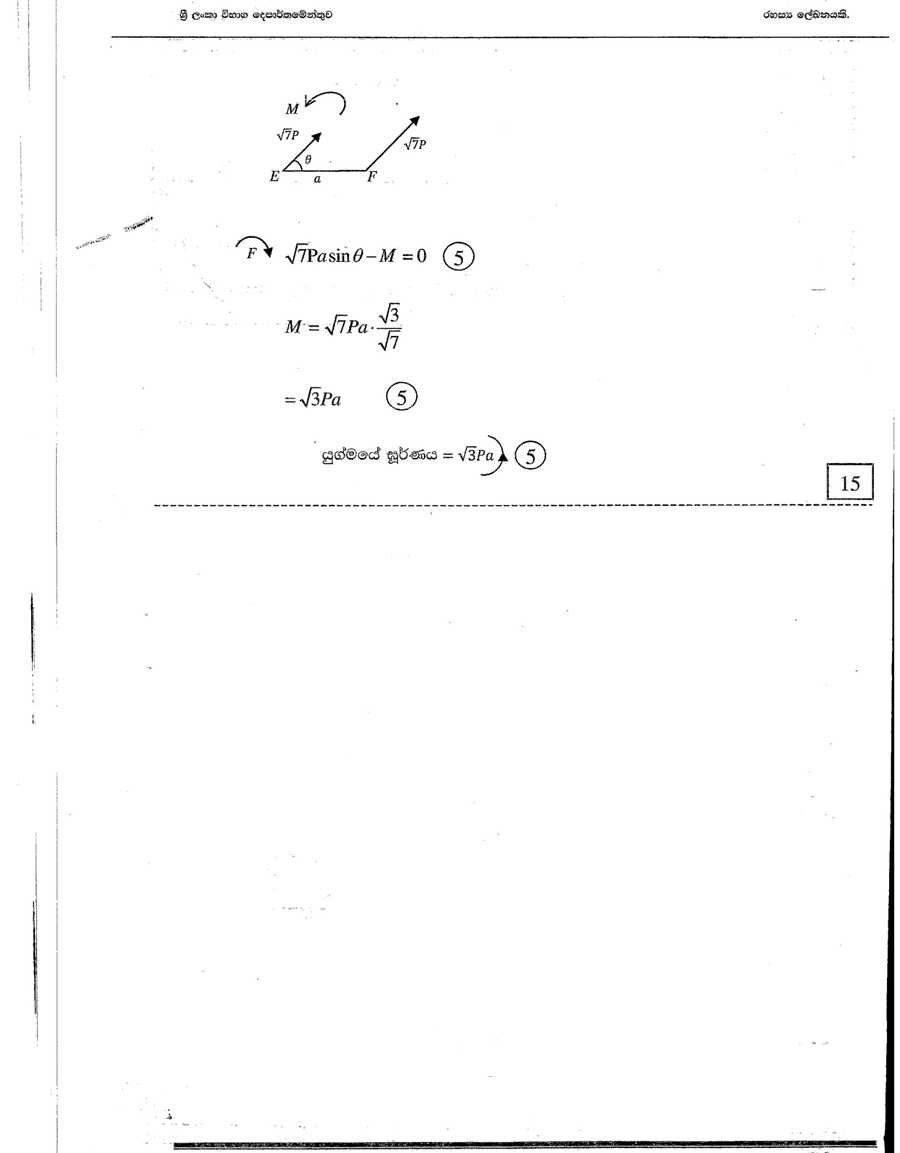 ශ්‍රී ලංකා විභාග දෙපාර්තමේන්තුව රහස්‍ය ලේඛනයකි.
M
√7P
√7P
θ
E a F
F √7Pa sin θ − M = 0 5
M = √7Pa · √3/√7
= √3Pa 5
යුග්මයේ ඝූර්ණය = √3Pa 5
15